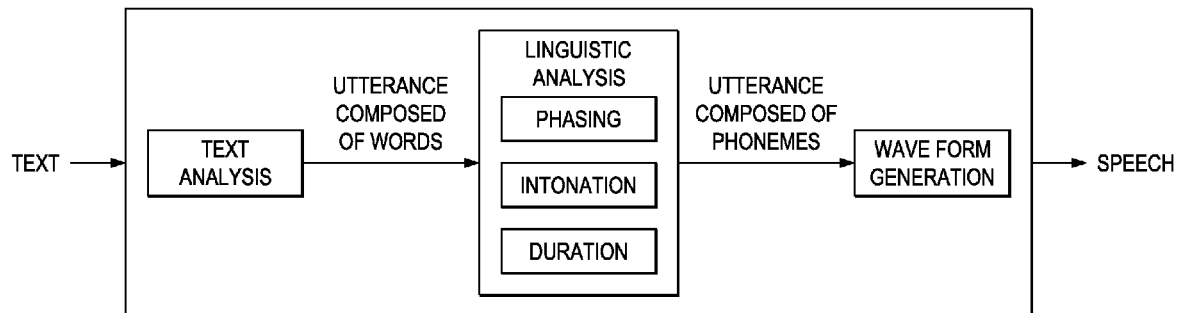 TEXT
TEXT
ANALYSIS
UTTERANCE
COMPOSED
OF WORDS
LINGUISTIC
ANALYSIS
PHASING
INTONATION
DURATION
UTTERANCE
COMPOSED OF
PHONEMES
WAVE FORM
GENERATION
SPEECH